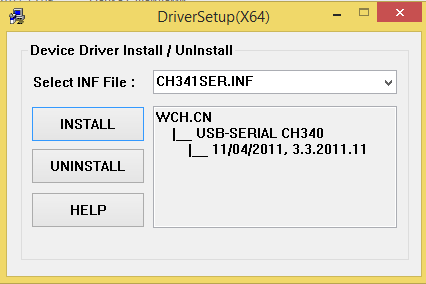 DriverSetup(X64)
Device Driver Install / UnInstall
Select INF File : CH341SER.INF
INSTALL
UNINSTALL
HELP
WCH.CN
|__ USB-SERIAL CH340
|__ 11/04/2011, 3.3.2011.11